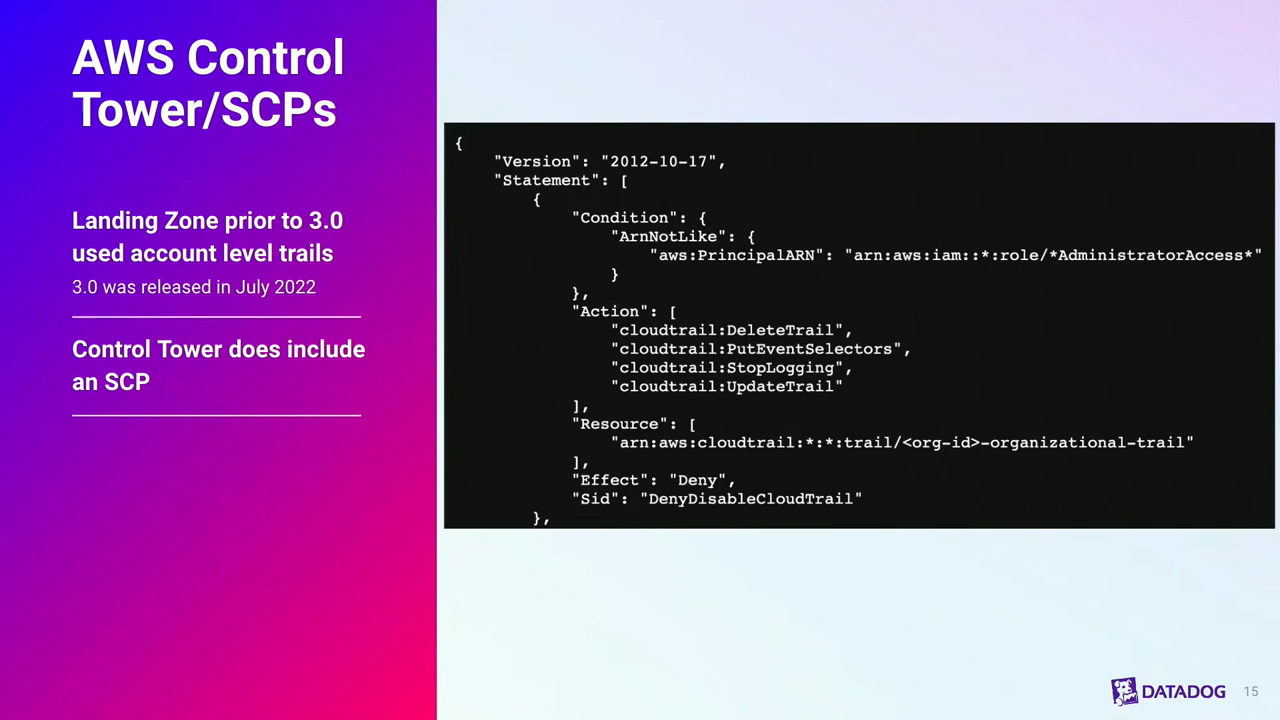 AWS Control
Tower/SCPs
Landing Zone prior to 3.0
used account level trails
3.0 was released in July 2022
Control Tower does include
an SCP
{
    "Version": "2012-10-17",
    "Statement": [
        {
            "Condition": {
                "ArnNotLike": {
                    "aws:PrincipalARN": "arn:aws:iam::*:role/*AdministratorAccess*"
                }
            },
            "Action": [
                "cloudtrail:DeleteTrail",
                "cloudtrail:PutEventSelectors",
                "cloudtrail:StopLogging",
                "cloudtrail:UpdateTrail"
            ],
            "Resource": [
                "arn:aws:cloudtrail:*:*:trail/<org-id>-organizational-trail"
            ],
            "Effect": "Deny",
            "Sid": "DenyDisableCloudTrail"
        },
DATADOG
15